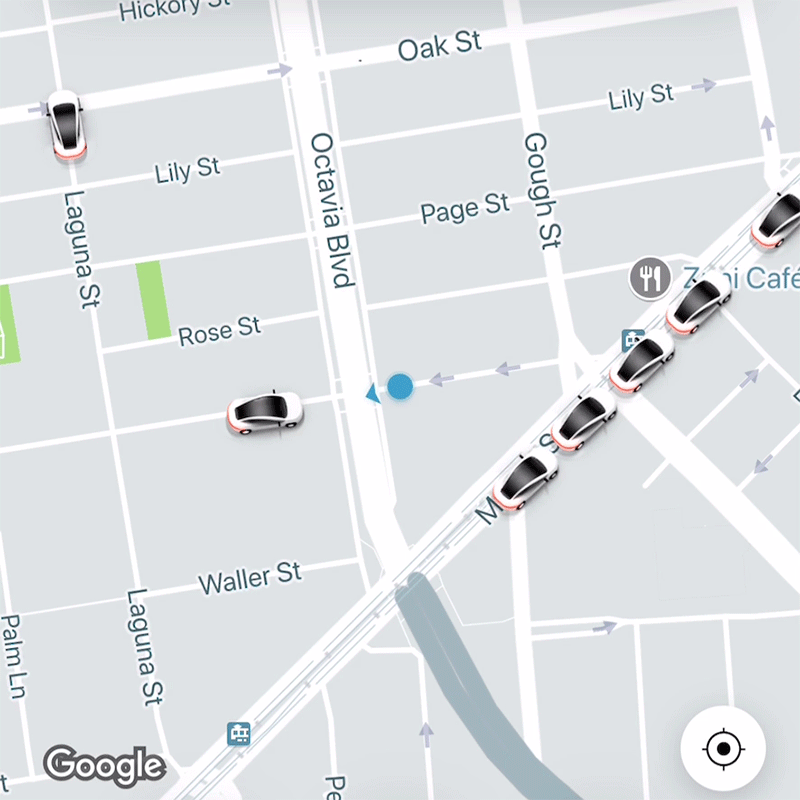 Hickory St
Oak St
Lily St
Lily St
Octavia Blvd
Gough St
Page St
Laguna St
Rose St
Waller St
Laguna St
Palm Ln
Google